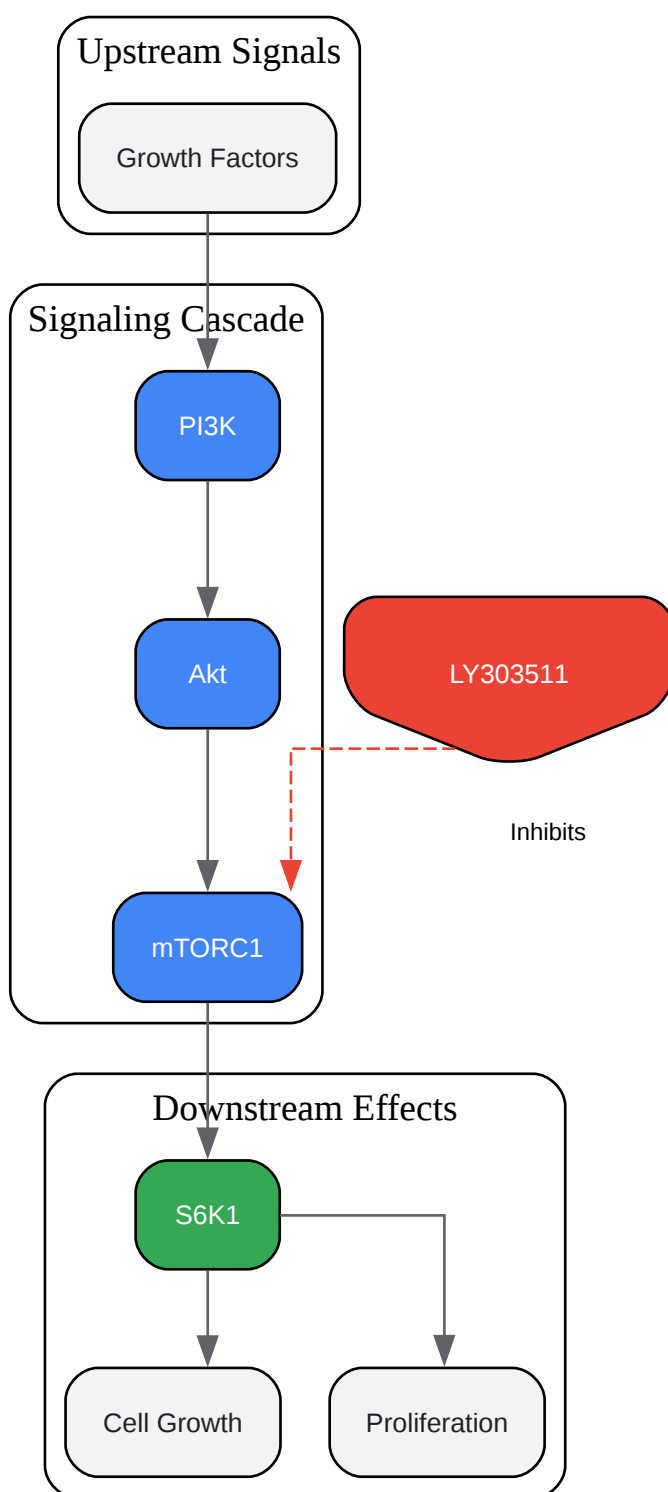 Upstream Signals
Growth Factors
Signaling Cascade
PI3K
Akt
LY303511
Inhibits
mTORC1
Downstream Effects
S6K1
Cell Growth
Proliferation